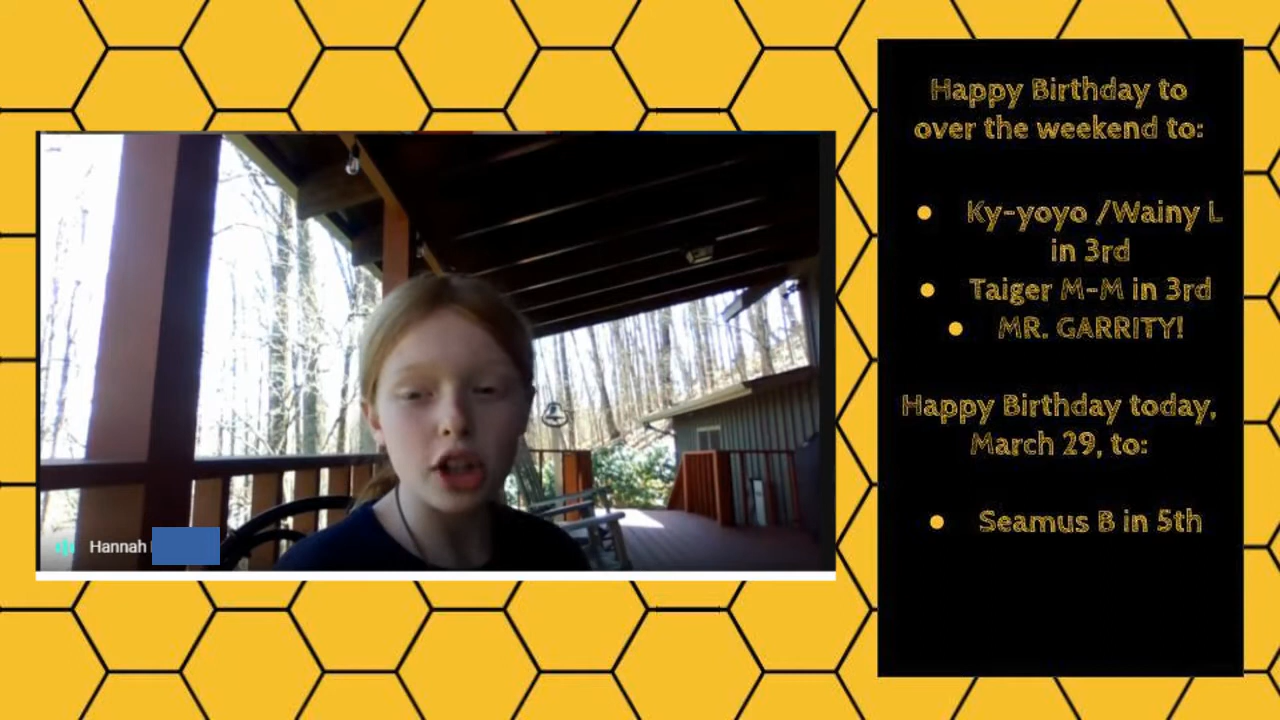 Happy Birthday to
over the weekend to:
● Ky-yoyo /Wainy L
in 3rd
● Taiger M-M in 3rd
● MR. GARRITY!
Happy Birthday today,
March 29, to:
● Seamus B in 5th
Hannah